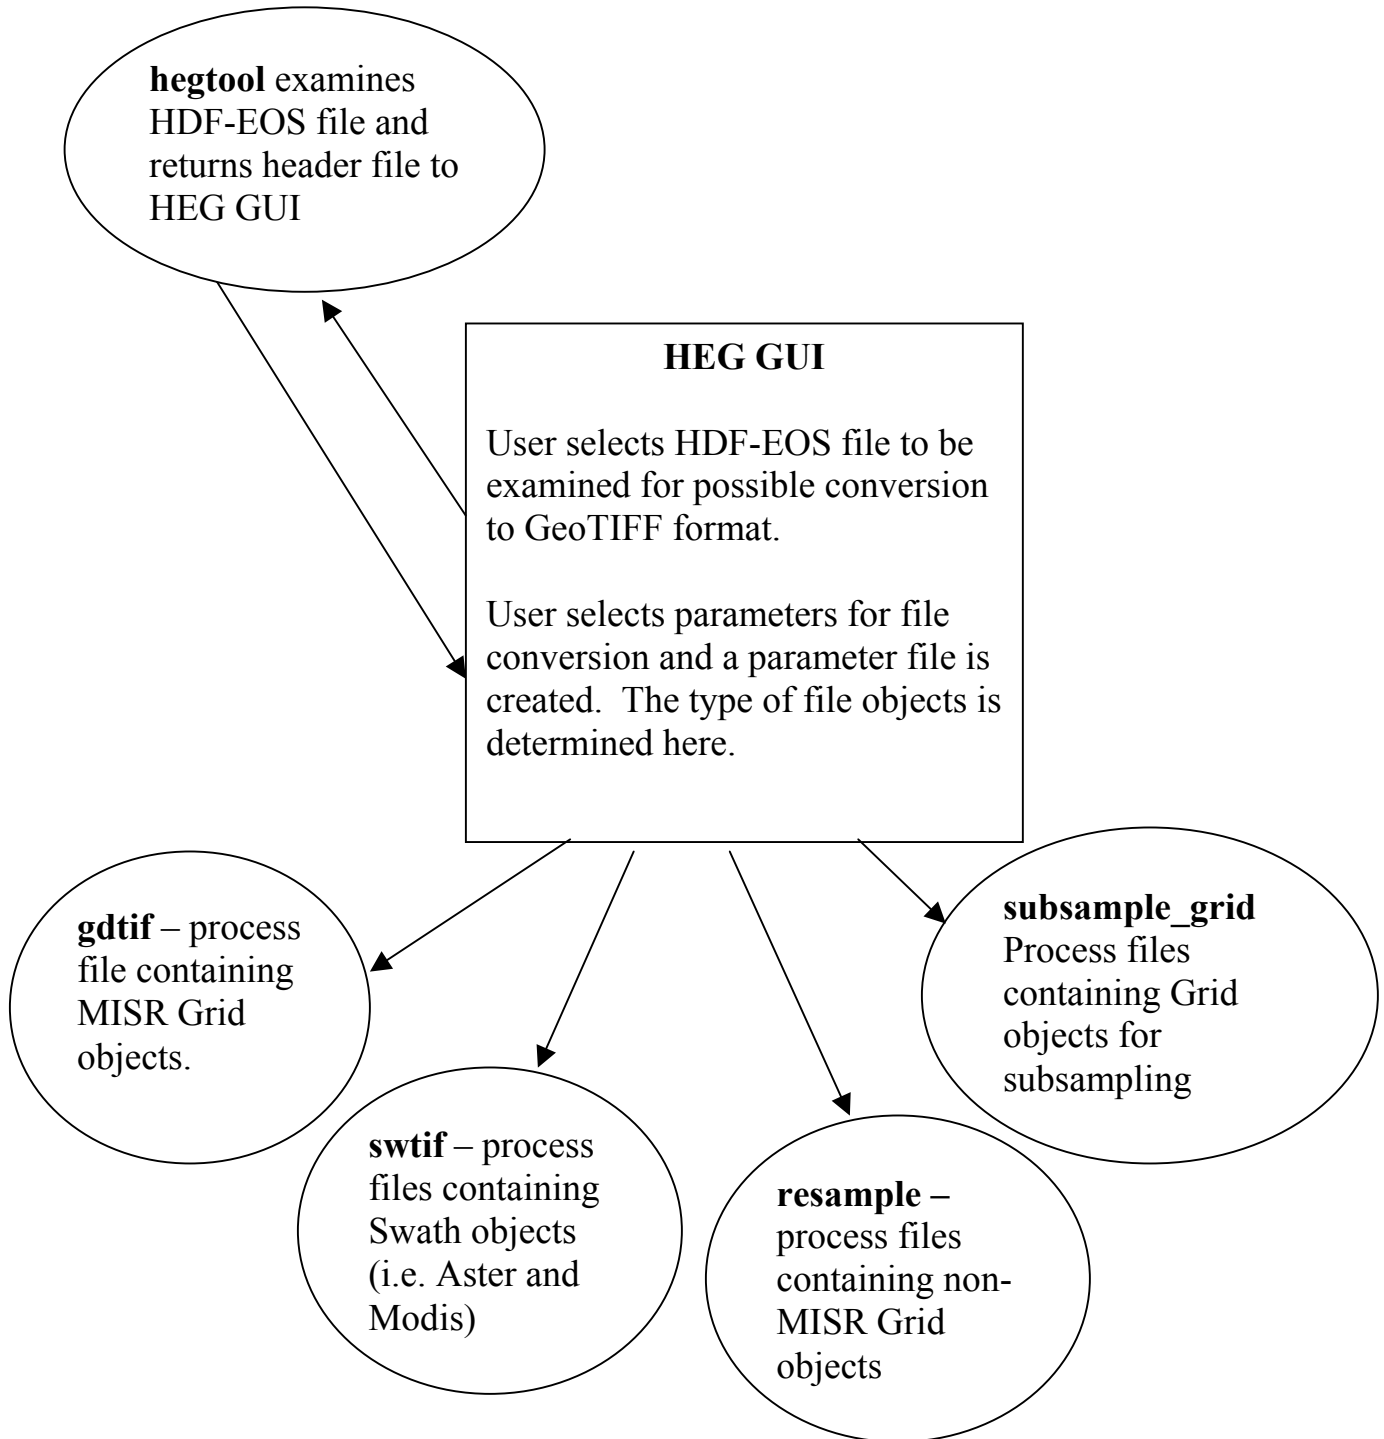 hegtool examines
HDF-EOS file and
returns header file to
HEG GUI
HEG GUI
User selects HDF-EOS file to be
examined for possible conversion
to GeoTIFF format.
User selects parameters for file
conversion and a parameter file is
created.  The type of file objects is
determined here.
gdtif – process
file containing
MISR Grid
objects.
swtif – process
files containing
Swath objects
(i.e. Aster and
Modis)
resample –
process files
containing non-
MISR Grid
objects
subsample_grid
Process files
containing Grid
objects for
subsampling